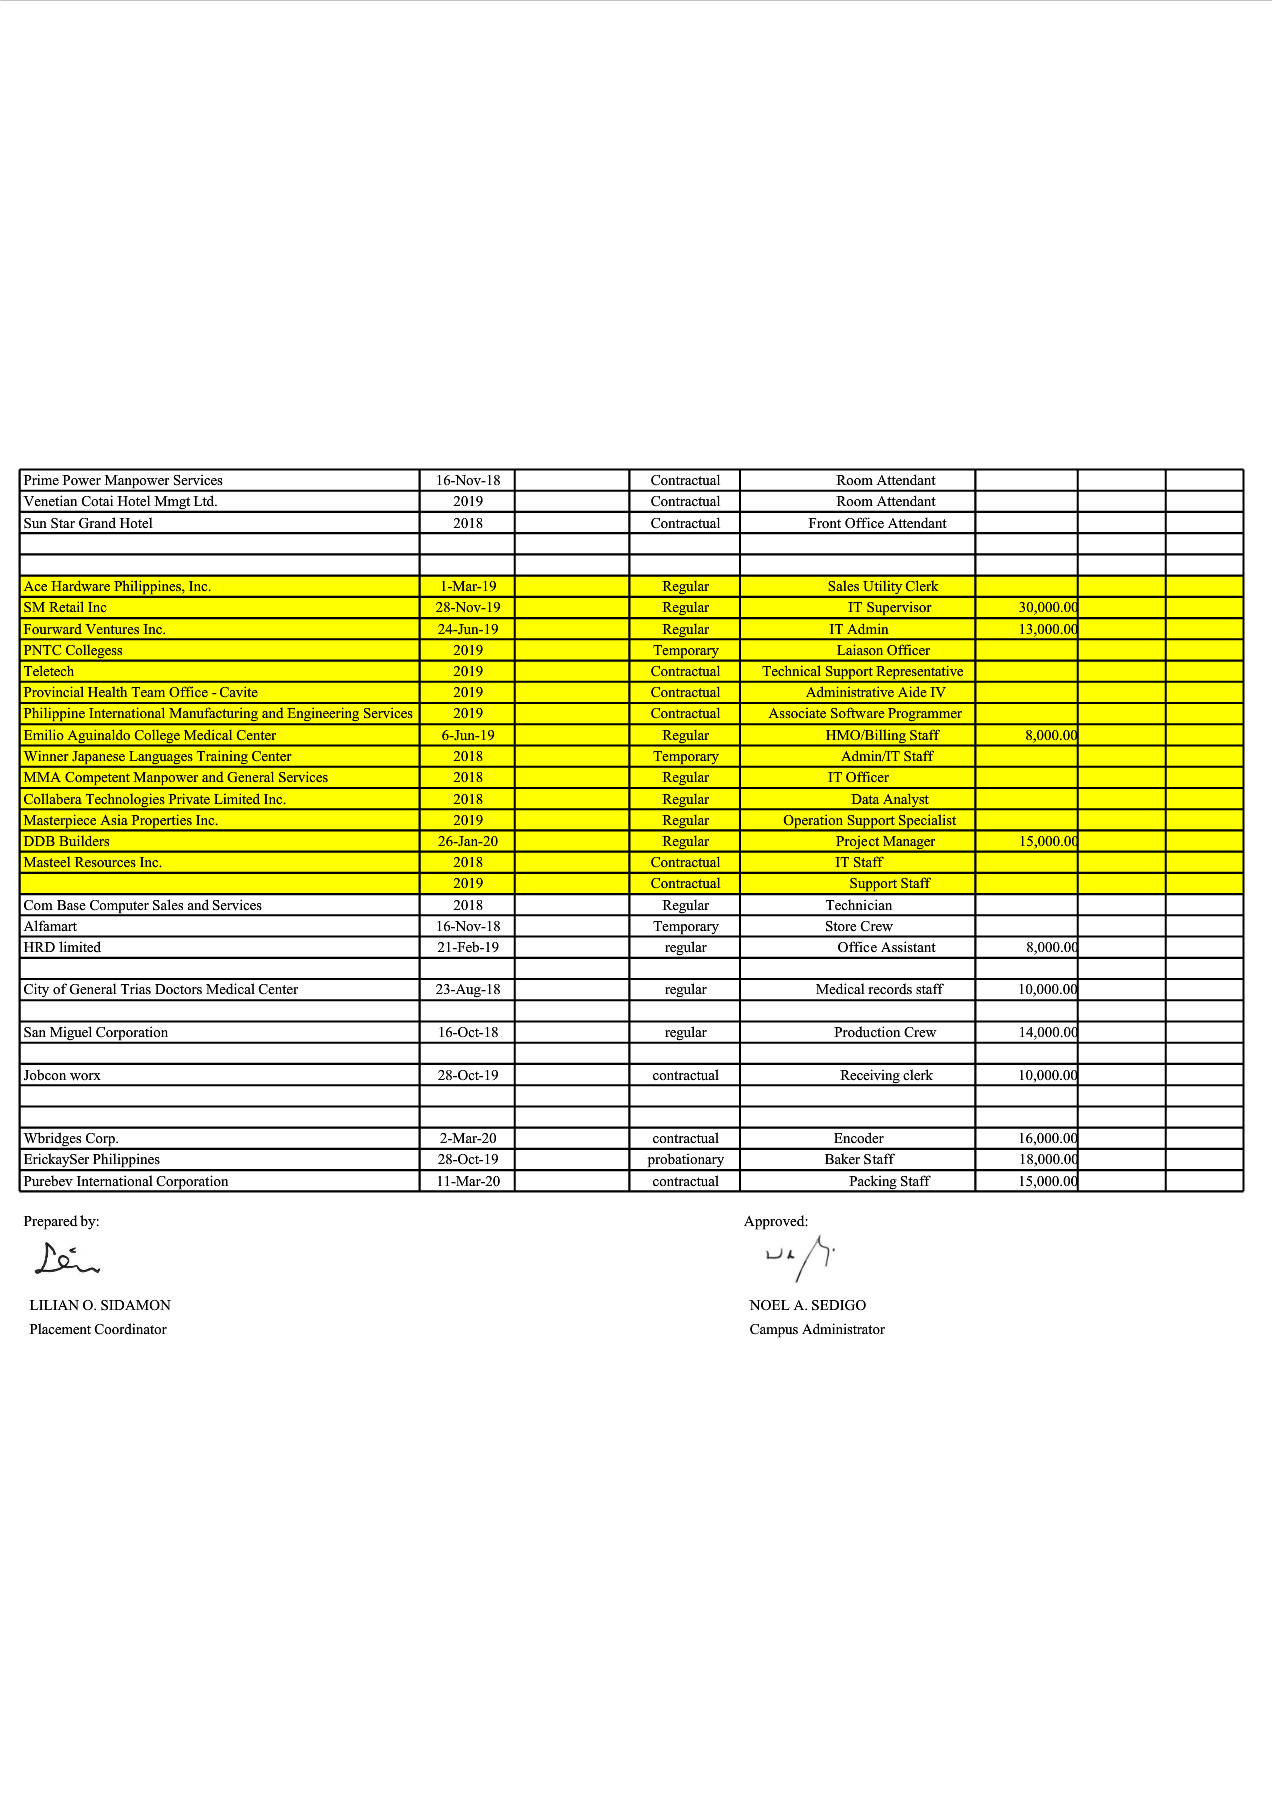 Prime Power Manpower Services 16-Nov-18 Contractual Room Attendant
Venetian Cotai Hotel Mmgt Ltd. 2019 Contractual Room Attendant
Sun Star Grand Hotel 2018 Contractual Front Office Attendant
Ace Hardware Philippines, Inc. 1-Mar-19 Regular Sales Utility Clerk
SM Retail Inc 28-Nov-19 Regular IT Supervisor 30,000.00
Fourward Ventures Inc. 24-Jun-19 Regular IT Admin 13,000.00
PNTC Collegess 2019 Temporary Laiason Officer
Teletech 2019 Contractual Technical Support Representative
Provincial Health Team Office - Cavite 2019 Contractual Administrative Aide IV
Philippine International Manufacturing and Engineering Services 2019 Contractual Associate Software Programmer
Emilio Aguinaldo College Medical Center 6-Jun-19 Regular HMO/Billing Staff 8,000.00
Winner Japanese Languages Training Center 2018 Temporary Admin/IT Staff
MMA Competent Manpower and General Services 2018 Regular IT Officer
Collabera Technologies Private Limited Inc. 2018 Regular Data Analyst
Masterpiece Asia Properties Inc. 2019 Regular Operation Support Specialist
DDB Builders 26-Jan-20 Regular Project Manager 15,000.00
Masteel Resources Inc. 2018 Contractual IT Staff
2019 Contractual Support Staff
Com Base Computer Sales and Services 2018 Regular Technician
Alfamart 16-Nov-18 Temporary Store Crew
HRD limited 21-Feb-19 regular Office Assistant 8,000.00
City of General Trias Doctors Medical Center 23-Aug-18 regular Medical records staff 10,000.00
San Miguel Corporation 16-Oct-18 regular Production Crew 14,000.00
Jobcon worx 28-Oct-19 contractual Receiving clerk 10,000.00
Wbridges Corp. 2-Mar-20 contractual Encoder 16,000.00
ErickaySer Philippines 28-Oct-19 probationary Baker Staff 18,000.00
Purebev International Corporation 11-Mar-20 contractual Packing Staff 15,000.00
Prepared by: Approved:
LILIAN O. SIDAMON NOEL A. SEDIGO
Placement Coordinator Campus Administrator